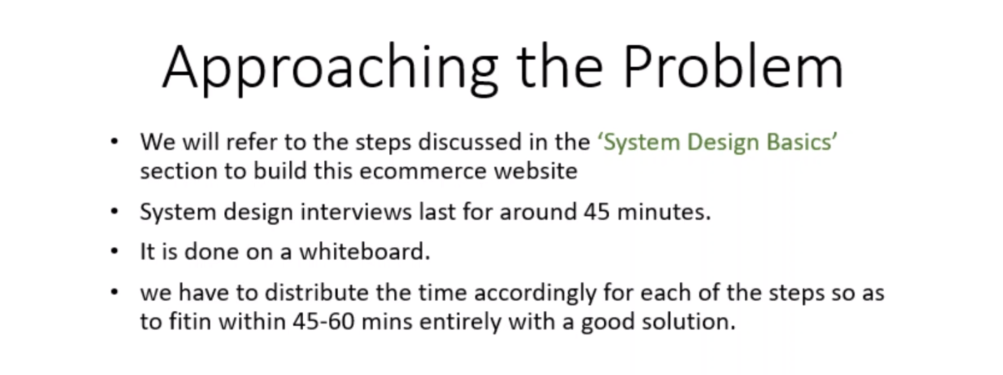 Approaching the Problem
• We will refer to the steps discussed in the ‘System Design Basics’
section to build this ecommerce website
• System design interviews last for around 45 minutes.
• It is done on a whiteboard.
• we have to distribute the time accordingly for each of the steps so as
to fitin within 45-60 mins entirely with a good solution.